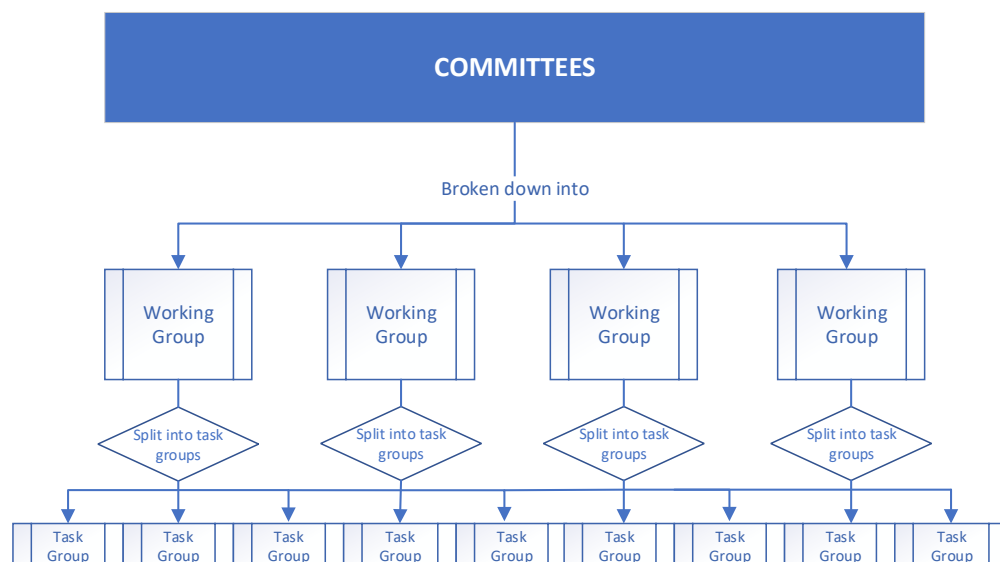 COMMITTEES
Broken down into
Working
Group
Working
Group
Working
Group
Working
Group
Split into task
groups
Split into task
groups
Split into task
groups
Split into task
groups
Task
Group
Task
Group
Task
Group
Task
Group
Task
Group
Task
Group
Task
Group
Task
Group
Task
Group